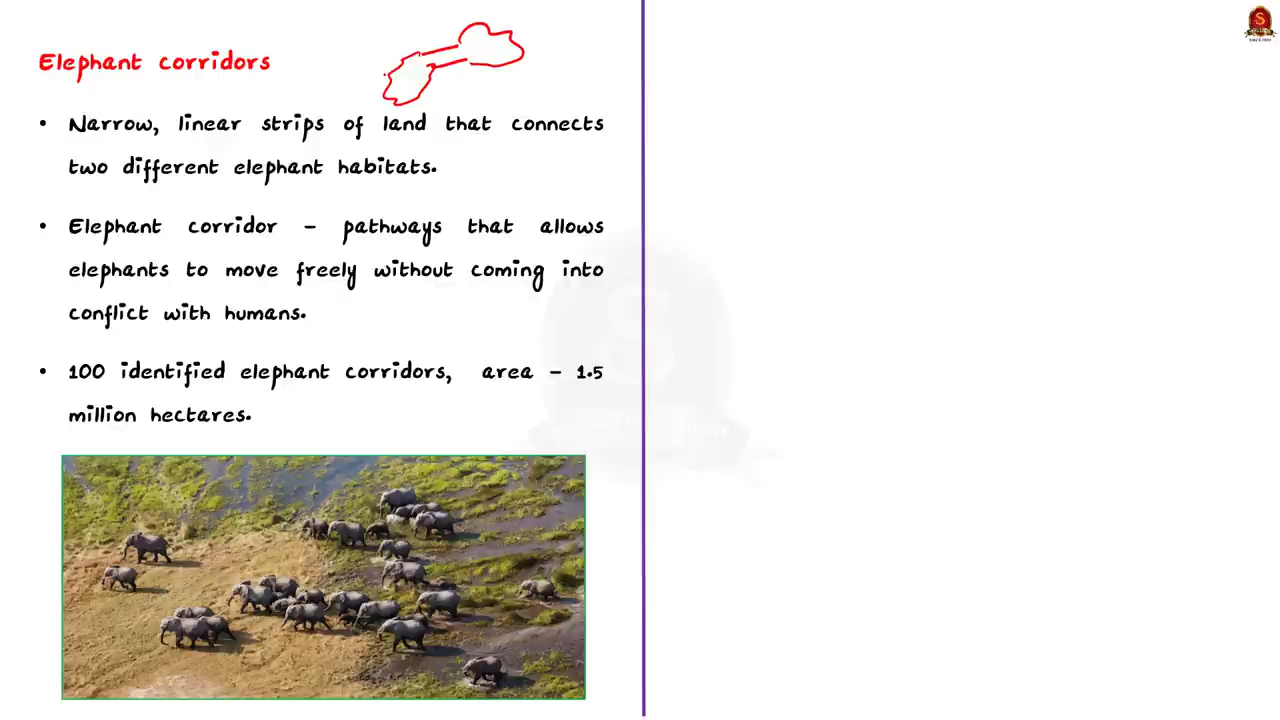 Elephant corridors
• Narrow, linear strips of land that connects
two different elephant habitats.
• Elephant corridor - pathways that allows
elephants to move freely without coming into
conflict with humans.
• 100 identified elephant corridors, area - 1.5
million hectares.